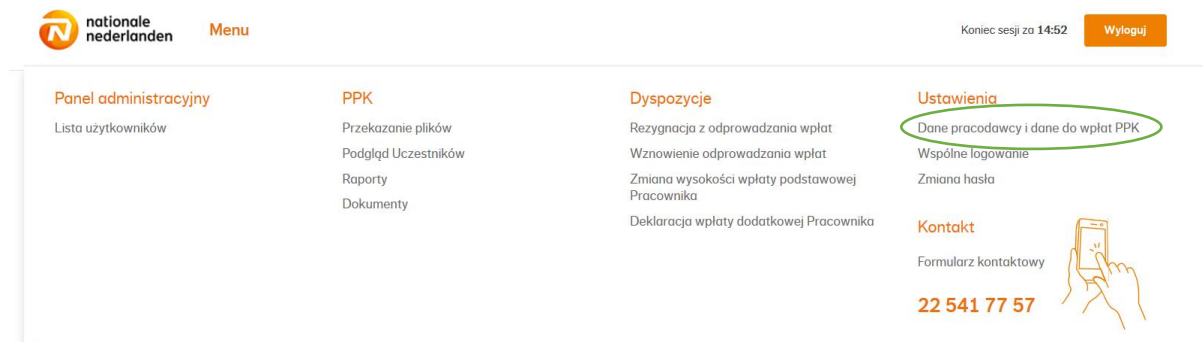 nationale
nederlanden
Menu
Koniec sesji za 14:52
Wyloguj
Panel administracyjny
Lista użytkowników
PPK
Przekazanie plików
Podgląd Uczestników
Raporty
Dokumenty
Dyspozycje
Rezygnacja z odprowadzania wpłat
Wznowienie odprowadzania wpłat
Zmiana wysokości wpłaty podstawowej
Pracownika
Deklaracja wpłaty dodatkowej Pracownika
Ustawienia
Dane pracodawcy i dane do wpłat PPK
Wspólne logowanie
Zmiana hasła
Kontakt
Formularz kontaktowy
22 541 77 57